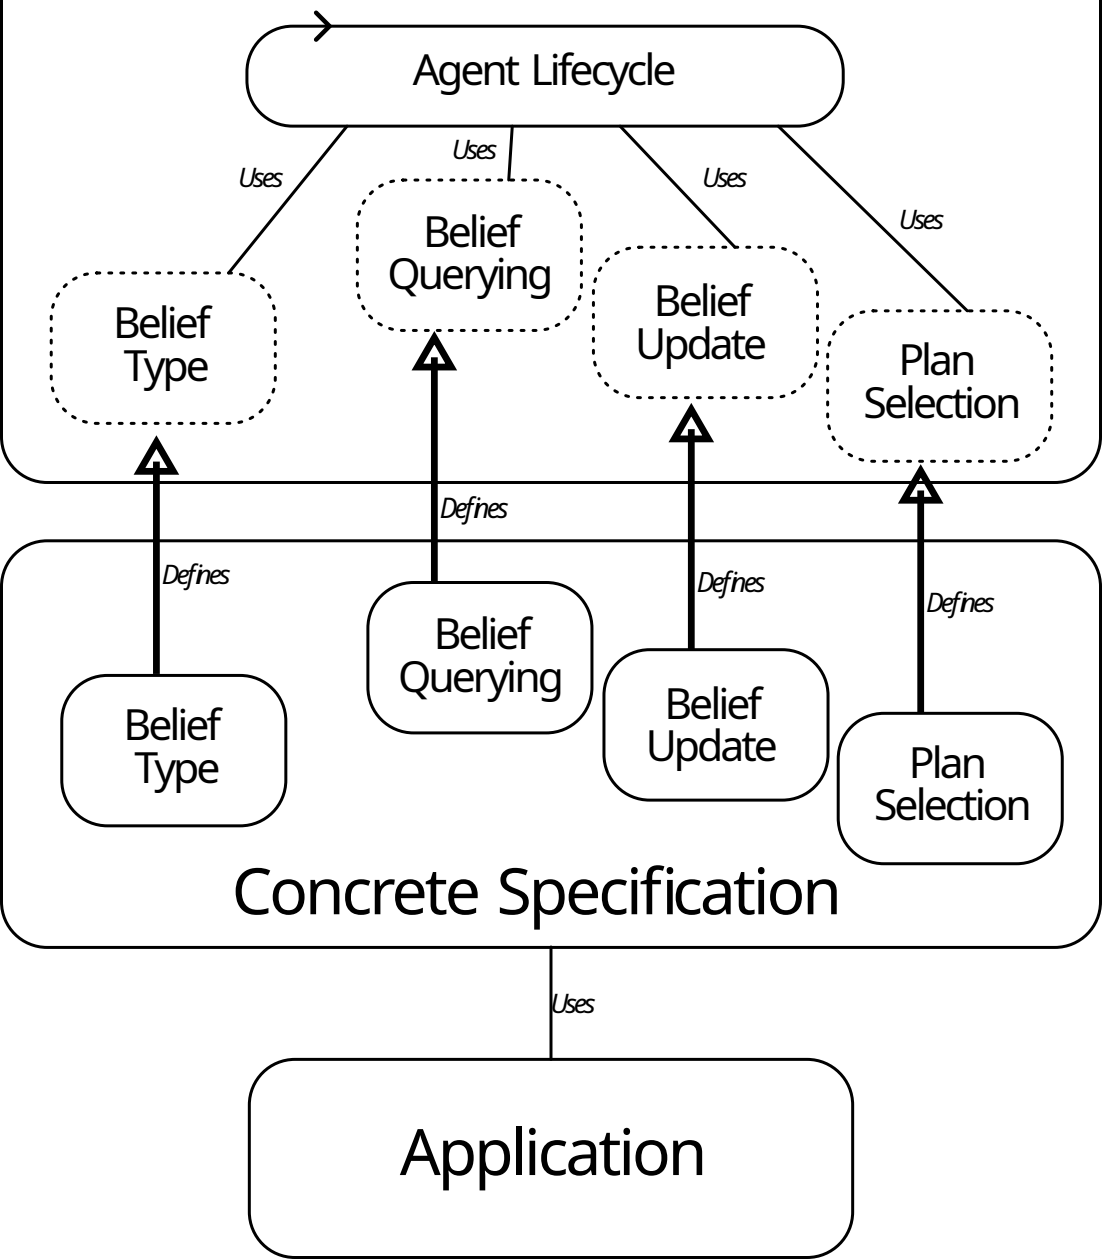 Agent Lifecycle
Uses
Uses
Uses
Uses
Belief
Querying
Belief
Update
Belief
Type
Plan
Selection
Defines
Defines
Defines
Defines
Belief
Querying
Belief
Update
Belief
Type
Plan
Selection
Concrete Specification
Uses
Application